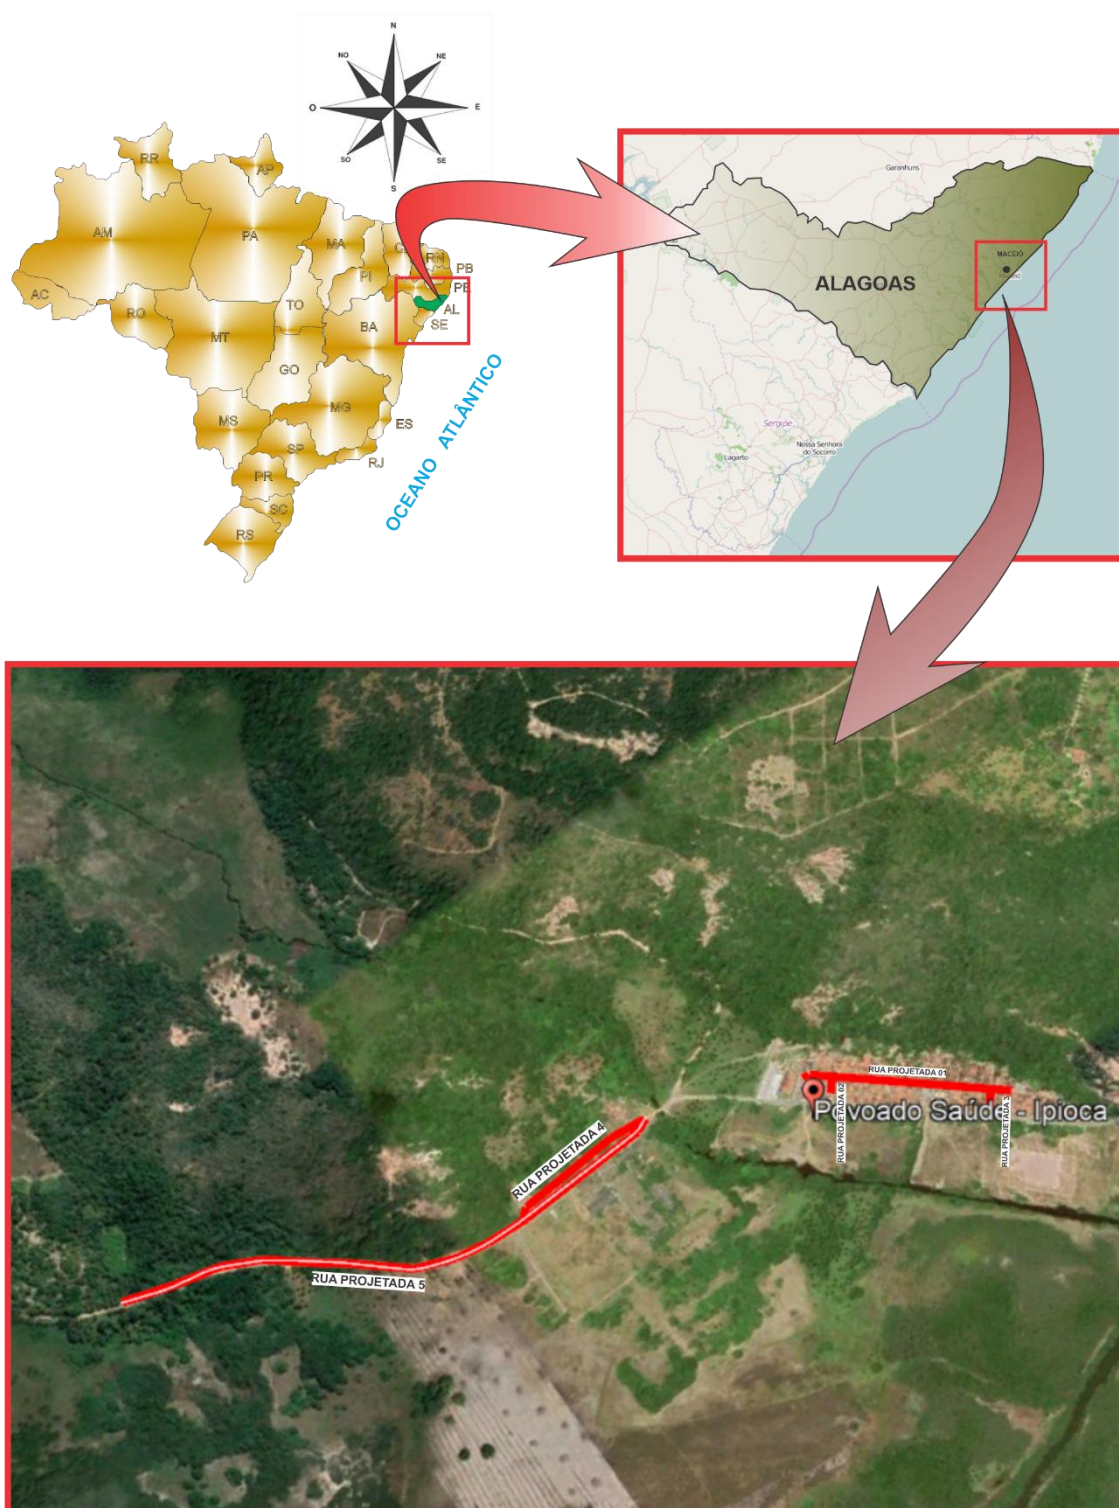 N
NO
NE
O
E
SO
SE
S
RR
AP
AM
PA
MA
RN
PB
PI
PE
AC
TO
AL
RO
BA
SE
MT
GO
MG
MS
ES
SP
RJ
PR
SC
RS
OCEANO ATLÂNTICO
Garanhuns
MACEIÓ
ALAGOAS
Sergipe
Nossa Senhora
do Socorro
Lagarto
RUA PROJETADA 01
Povoado Saúde - Ipioca
RUA PROJETADA 02
RUA PROJETADA 3
RUA PROJETADA 4
RUA PROJETADA 5